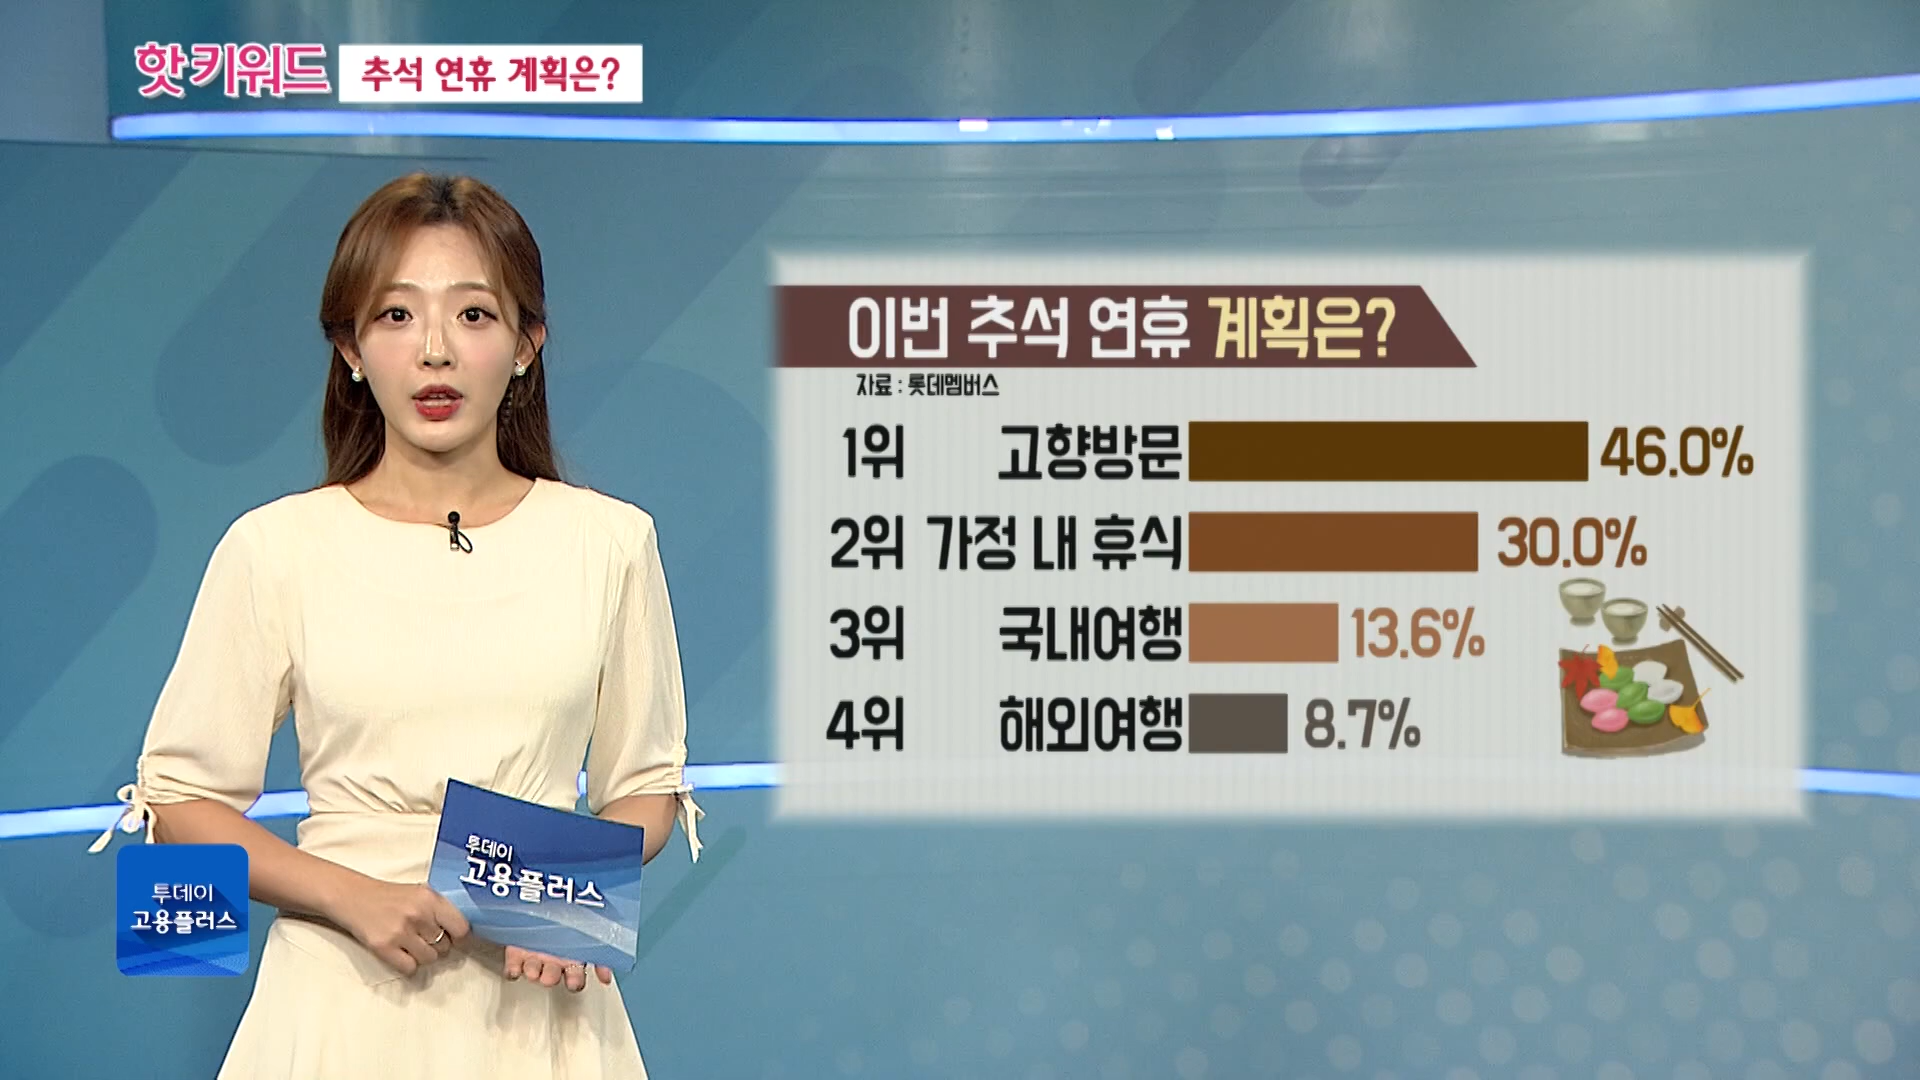 핫키워드 추석 연휴 계획은?
이번 추석 연휴 계획은?
자료 : 롯데멤버스
1위 고향방문 46.0%
2위 가정 내 휴식 30.0%
3위 국내여행 13.6%
4위 해외여행 8.7%
투데이
고용플러스
투데이
고용플러스